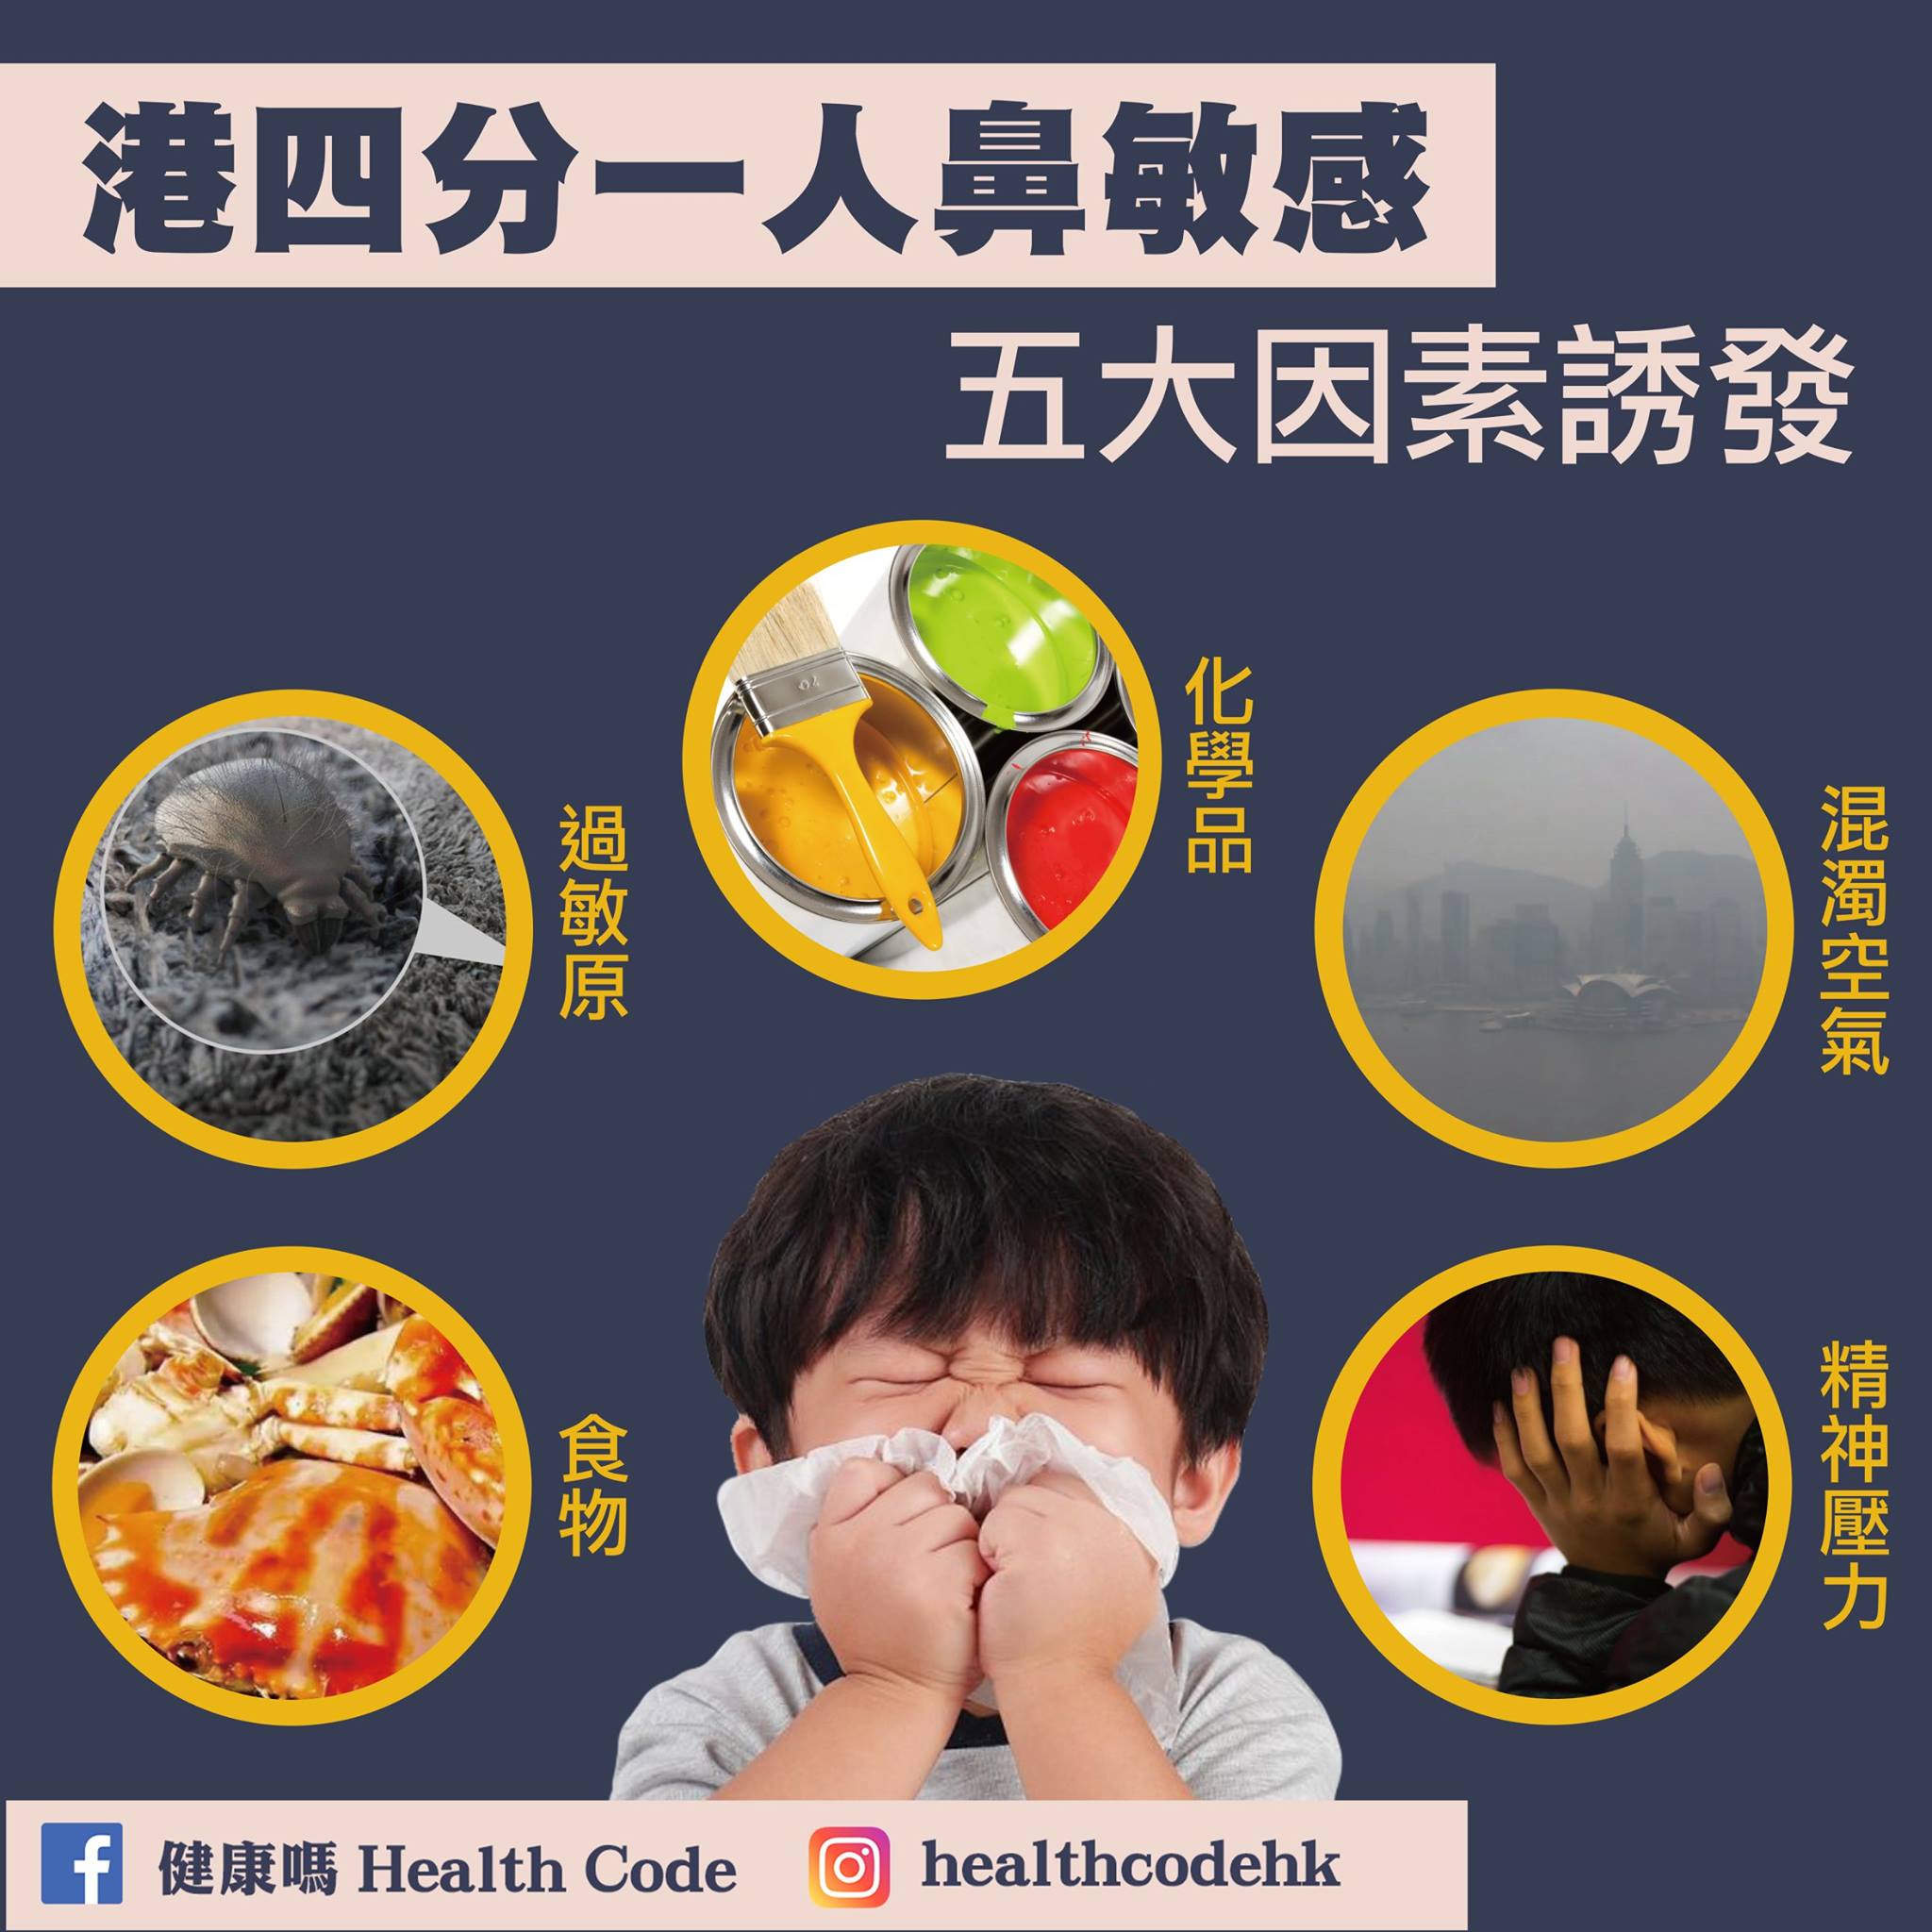 港四分一人鼻敏感
五大因素誘發
化學品
過敏原
混濁空氣
食物
精神壓力
健康嗎 Health Code
healthcodehk